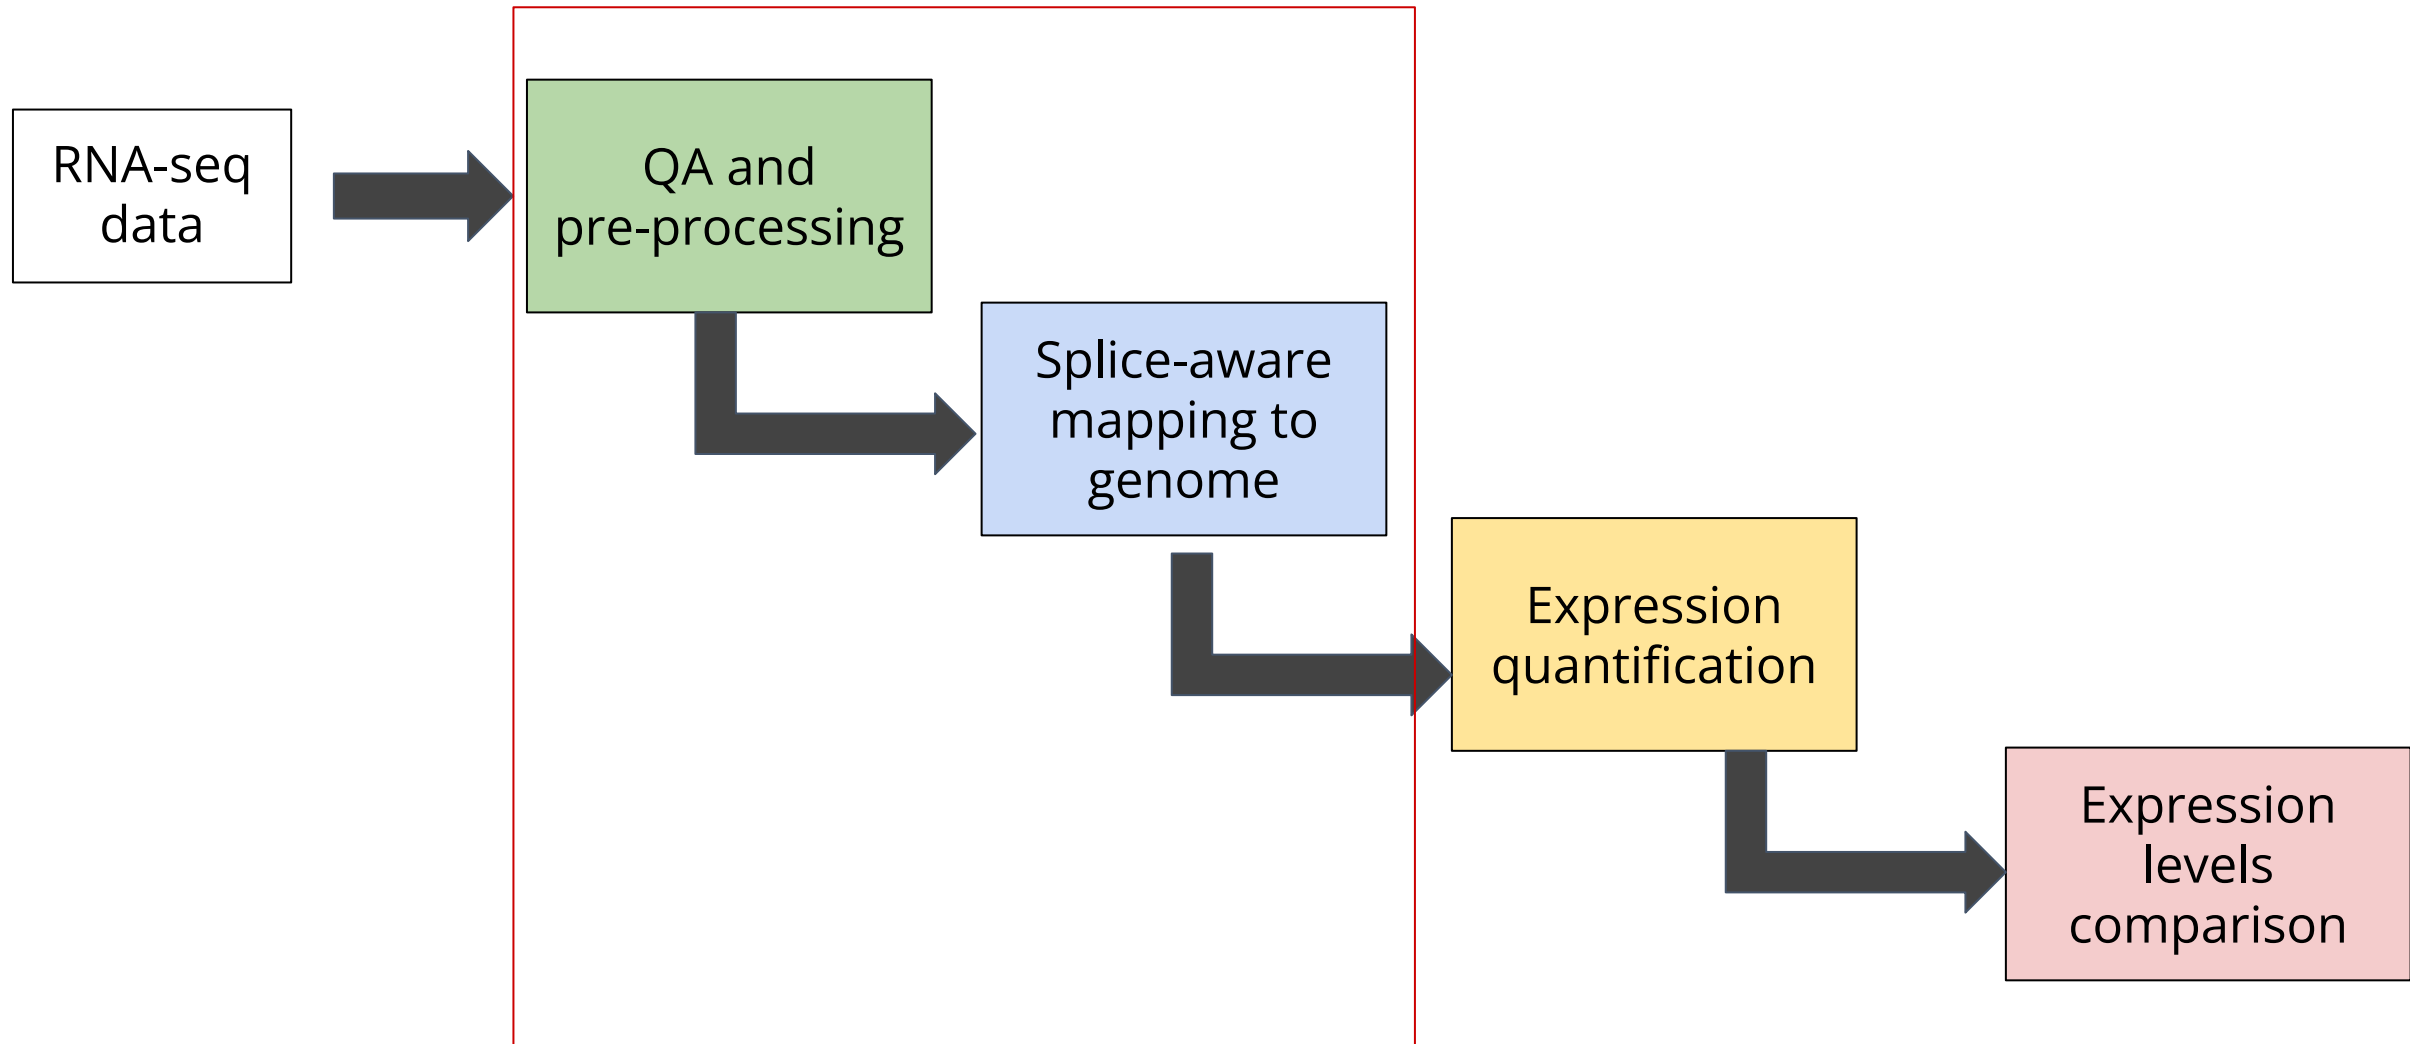 RNA-seq
data
QA and
pre-processing
Splice-aware
mapping to
genome
Expression
quantification
Expression
levels
comparison